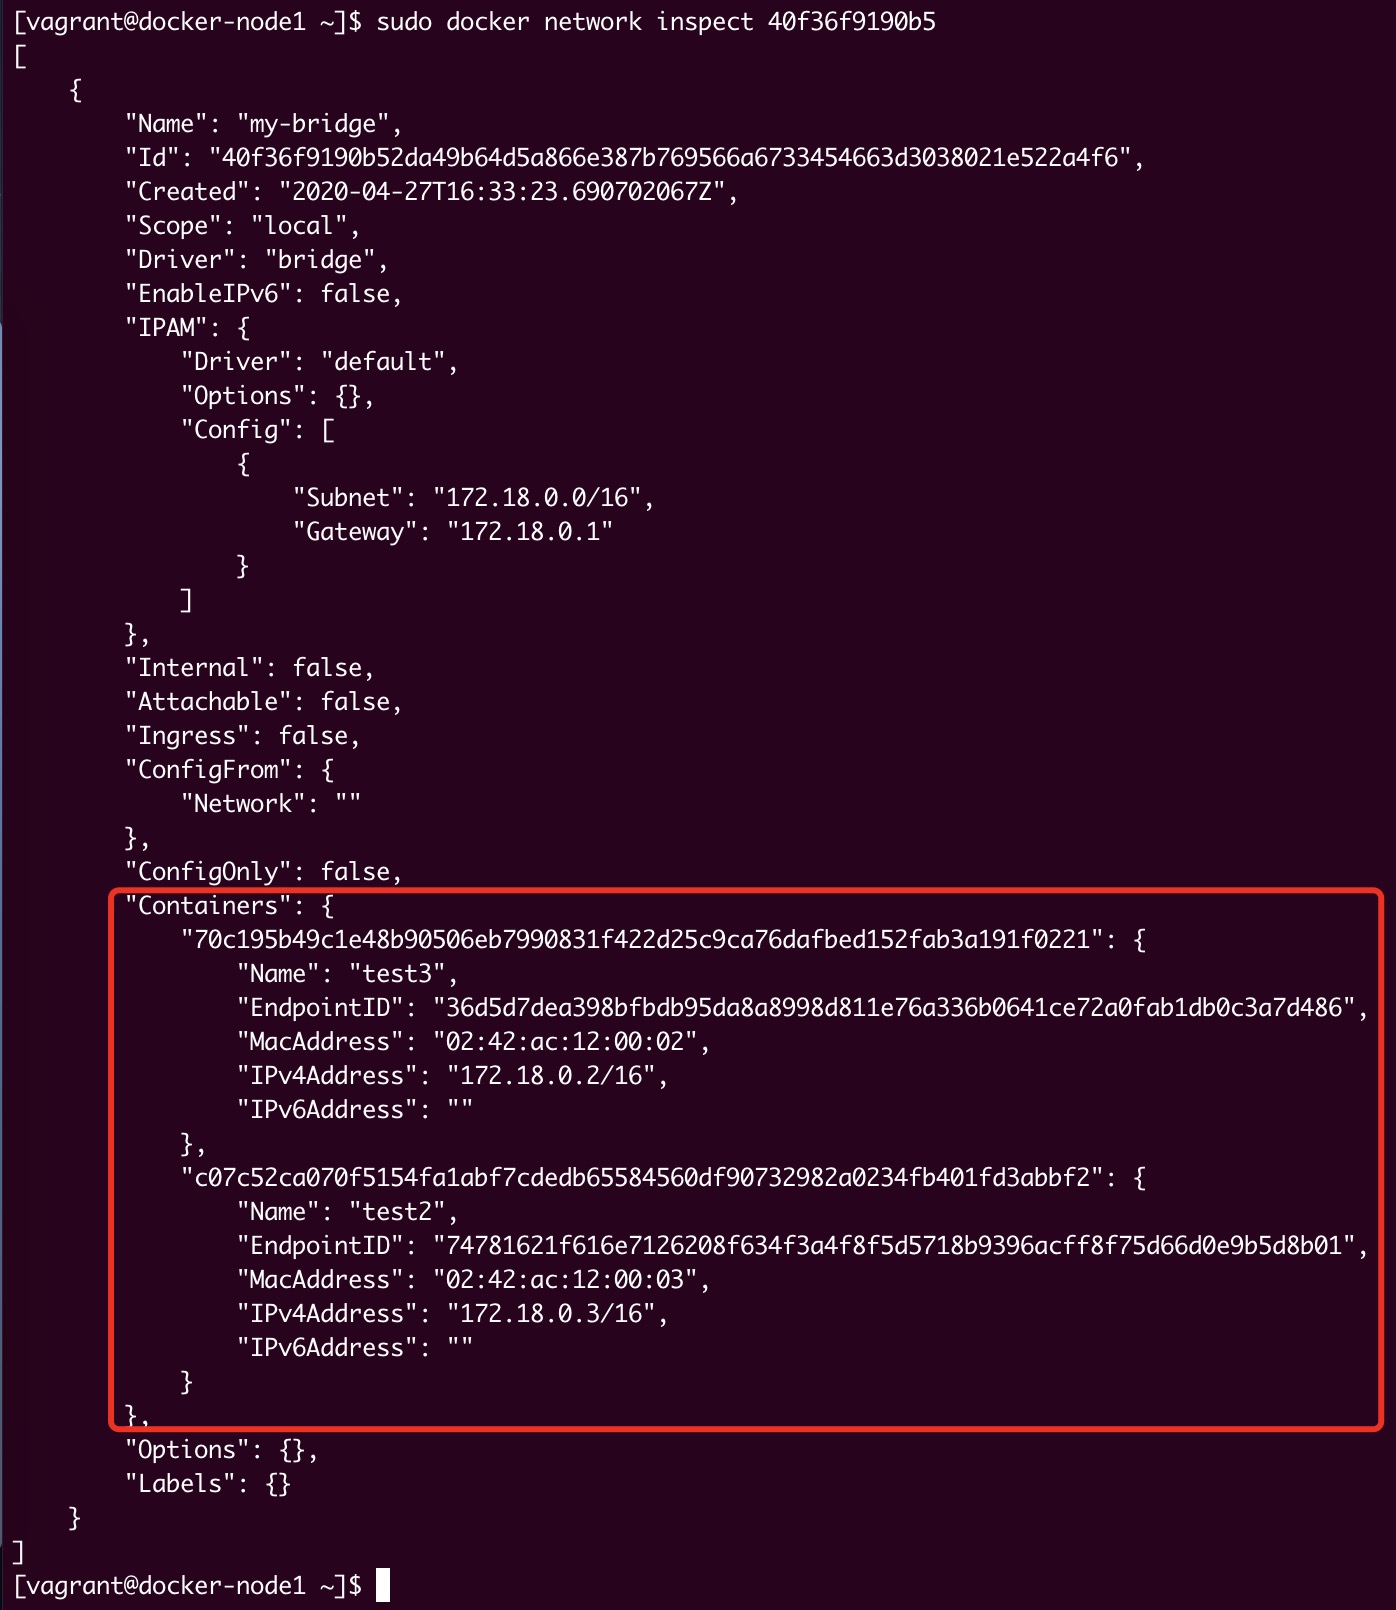 [vagrant@docker-node1 ~]$ sudo docker network inspect 40f36f9190b5
[
    {
        "Name": "my-bridge",
        "Id": "40f36f9190b52da49b64d5a866e387b769566a6733454663d3038021e522a4f6",
        "Created": "2020-04-27T16:33:23.690702067Z",
        "Scope": "local",
        "Driver": "bridge",
        "EnableIPv6": false,
        "IPAM": {
            "Driver": "default",
            "Options": {},
            "Config": [
                {
                    "Subnet": "172.18.0.0/16",
                    "Gateway": "172.18.0.1"
                }
            ]
        },
        "Internal": false,
        "Attachable": false,
        "Ingress": false,
        "ConfigFrom": {
            "Network": ""
        },
        "ConfigOnly": false,
        "Containers": {
            "70c195b49c1e48b90506eb7990831f422d25c9ca76dafbed152fab3a191f0221": {
                "Name": "test3",
                "EndpointID": "36d5d7dea398bfbdb95da8a8998d811e76a336b0641ce72a0fab1db0c3a7d486",
                "MacAddress": "02:42:ac:12:00:02",
                "IPv4Address": "172.18.0.2/16",
                "IPv6Address": ""
            },
            "c07c52ca070f5154fa1abf7cdedb65584560df90732982a0234fb401fd3abbf2": {
                "Name": "test2",
                "EndpointID": "74781621f616e7126208f634f3a4f8f5d5718b9396acff8f75d66d0e9b5d8b01",
                "MacAddress": "02:42:ac:12:00:03",
                "IPv4Address": "172.18.0.3/16",
                "IPv6Address": ""
            }
        },
        "Options": {},
        "Labels": {}
    }
]
[vagrant@docker-node1 ~]$